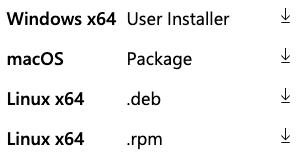 Windows x64 User Installer
macOS Package
Linux x64 .deb
Linux x64 .rpm